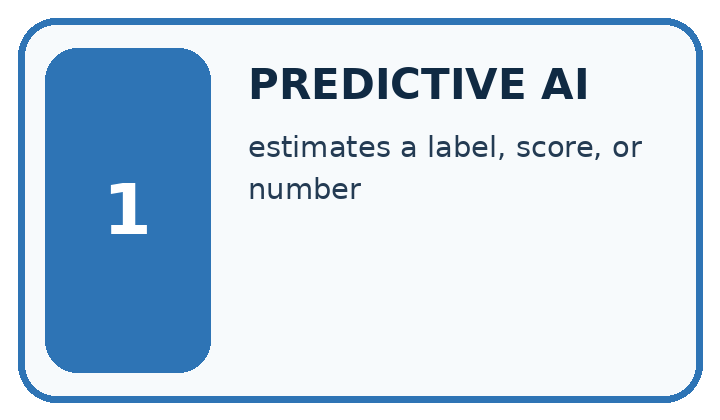 1
PREDICTIVE AI
estimates a label, score, or
number